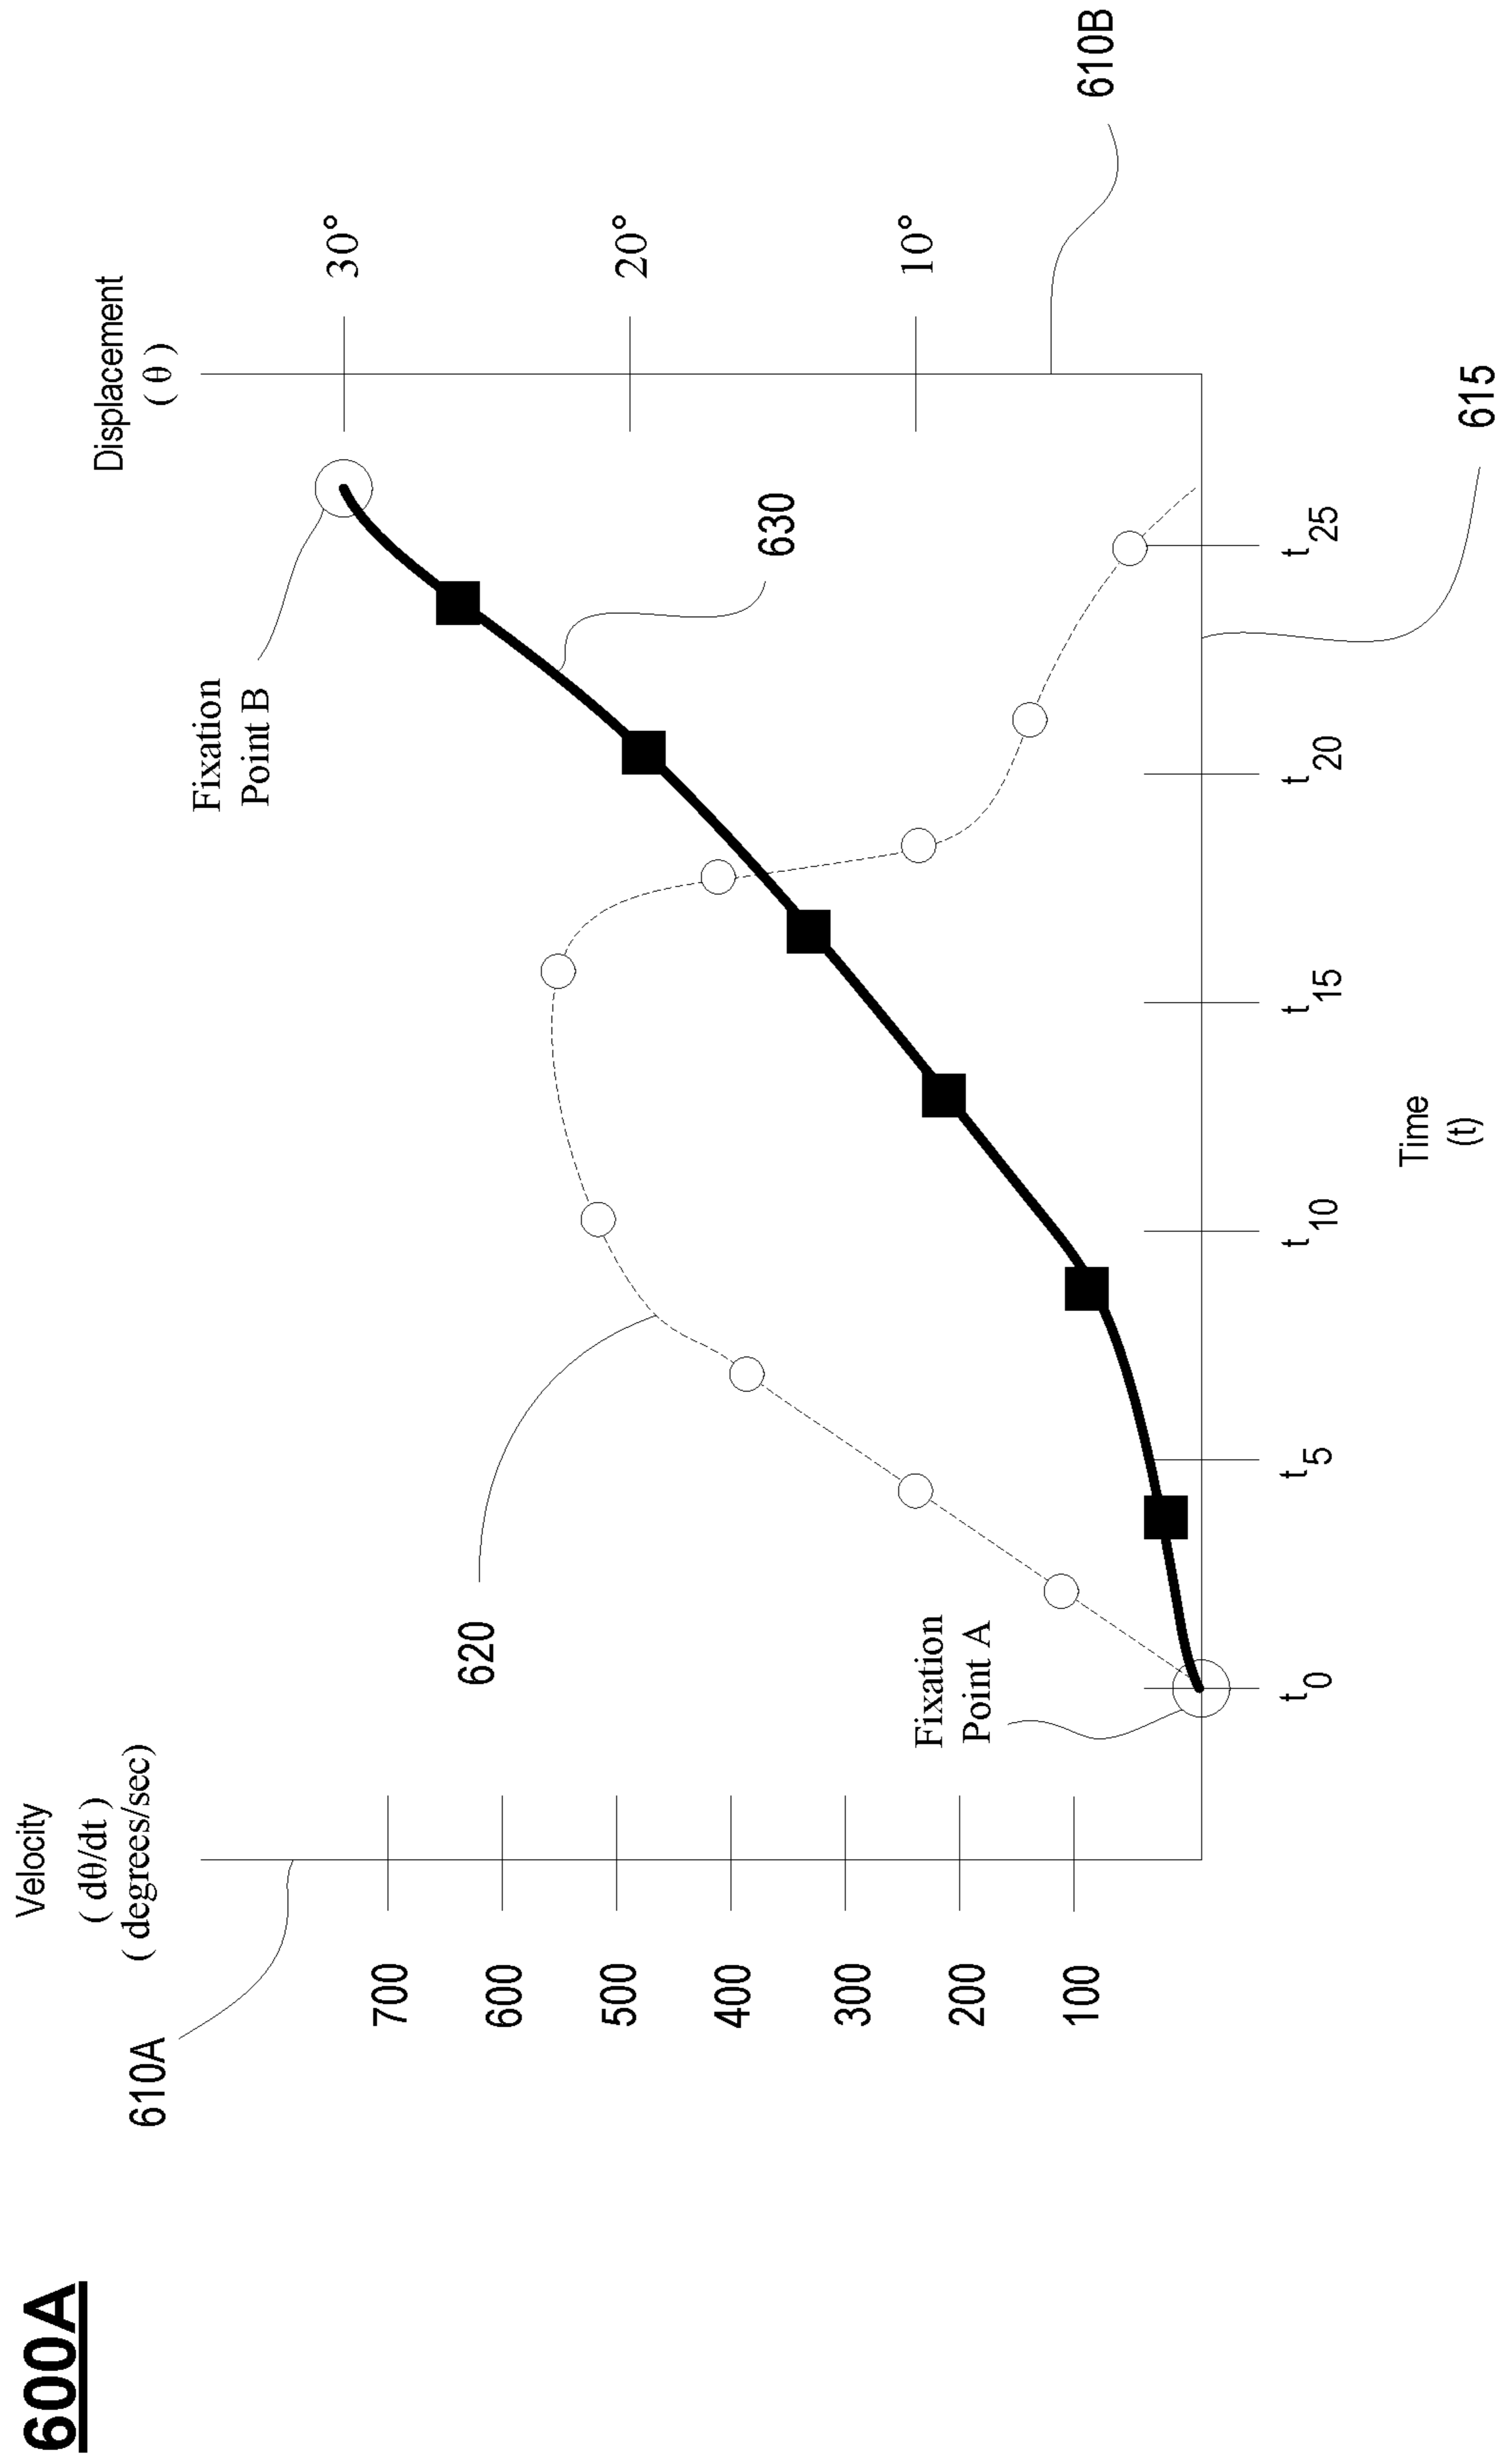 600A
Velocity
( dθ/dt )
( degrees/sec)
610A
700
600
500
400
300
200
100
620
Fixation
Point A
Fixation
Point B
630
Displacement
( θ )
30°
20°
10°
610B
t0
t5
t10
t15
t20
t25
Time
(t)
615